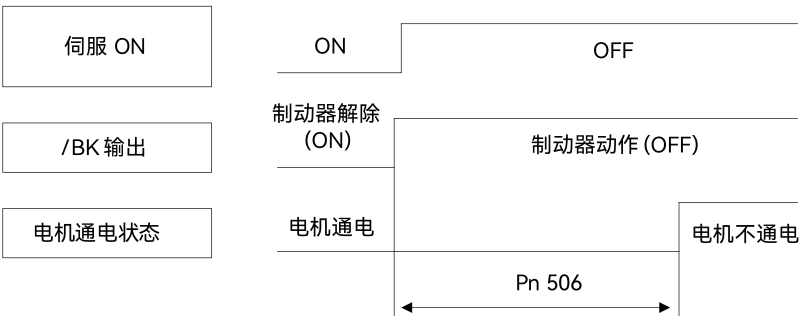 伺服 ON
ON
OFF
制动器解除
(ON)
/BK 输出
制动器动作 (OFF)
电机通电状态
电机通电
电机不通电
Pn 506